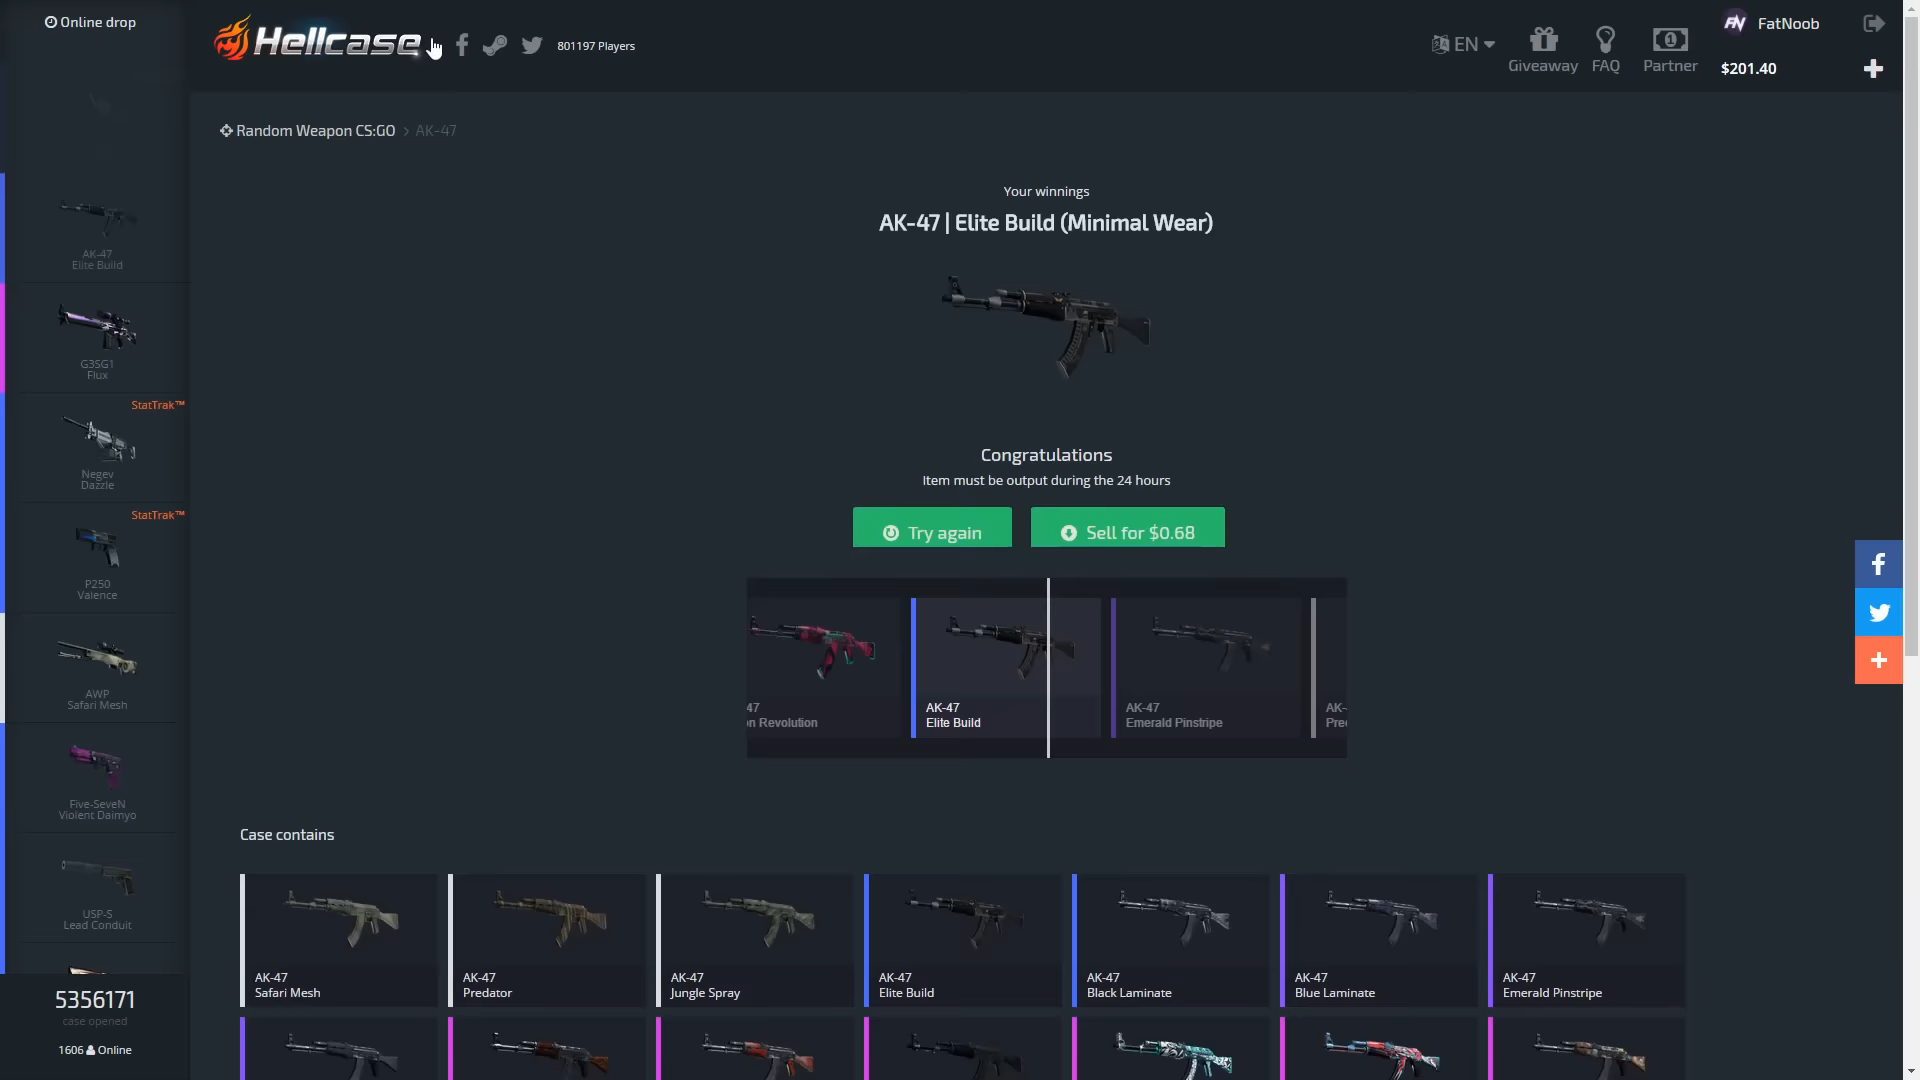 Online drop
Hellcase
801197 Players
EN
Giveaway
FAQ
Partner
FN
FatNoob
$201.40
Random Weapon CS:GO > AK-47
Your winnings
AK-47 | Elite Build (Minimal Wear)
Congratulations
Item must be output during the 24 hours
Try again
Sell for $0.68
47
n Revolution
AK-47
Elite Build
AK-47
Emerald Pinstripe
AK-
Pre
AK-47
Elite Build
G3SG1
Flux
StatTrak™
Negev
Dazzle
StatTrak™
P250
Valence
AWP
Safari Mesh
Five-SeveN
Violent Daimyo
USP-S
Lead Conduit
5356171
case opened
1606 Online
Case contains
AK-47
Safari Mesh
AK-47
Predator
AK-47
Jungle Spray
AK-47
Elite Build
AK-47
Black Laminate
AK-47
Blue Laminate
AK-47
Emerald Pinstripe